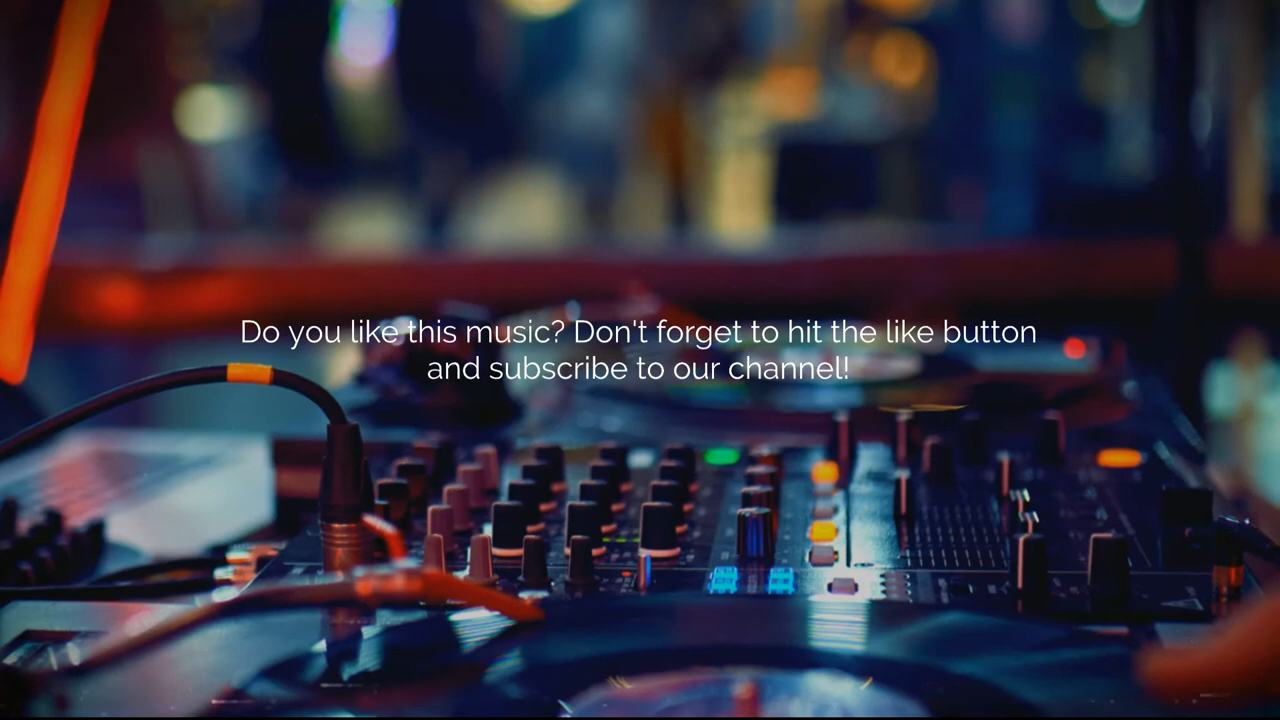 Do you like this music? Don't forget to hit the like button
and subscribe to our channel!